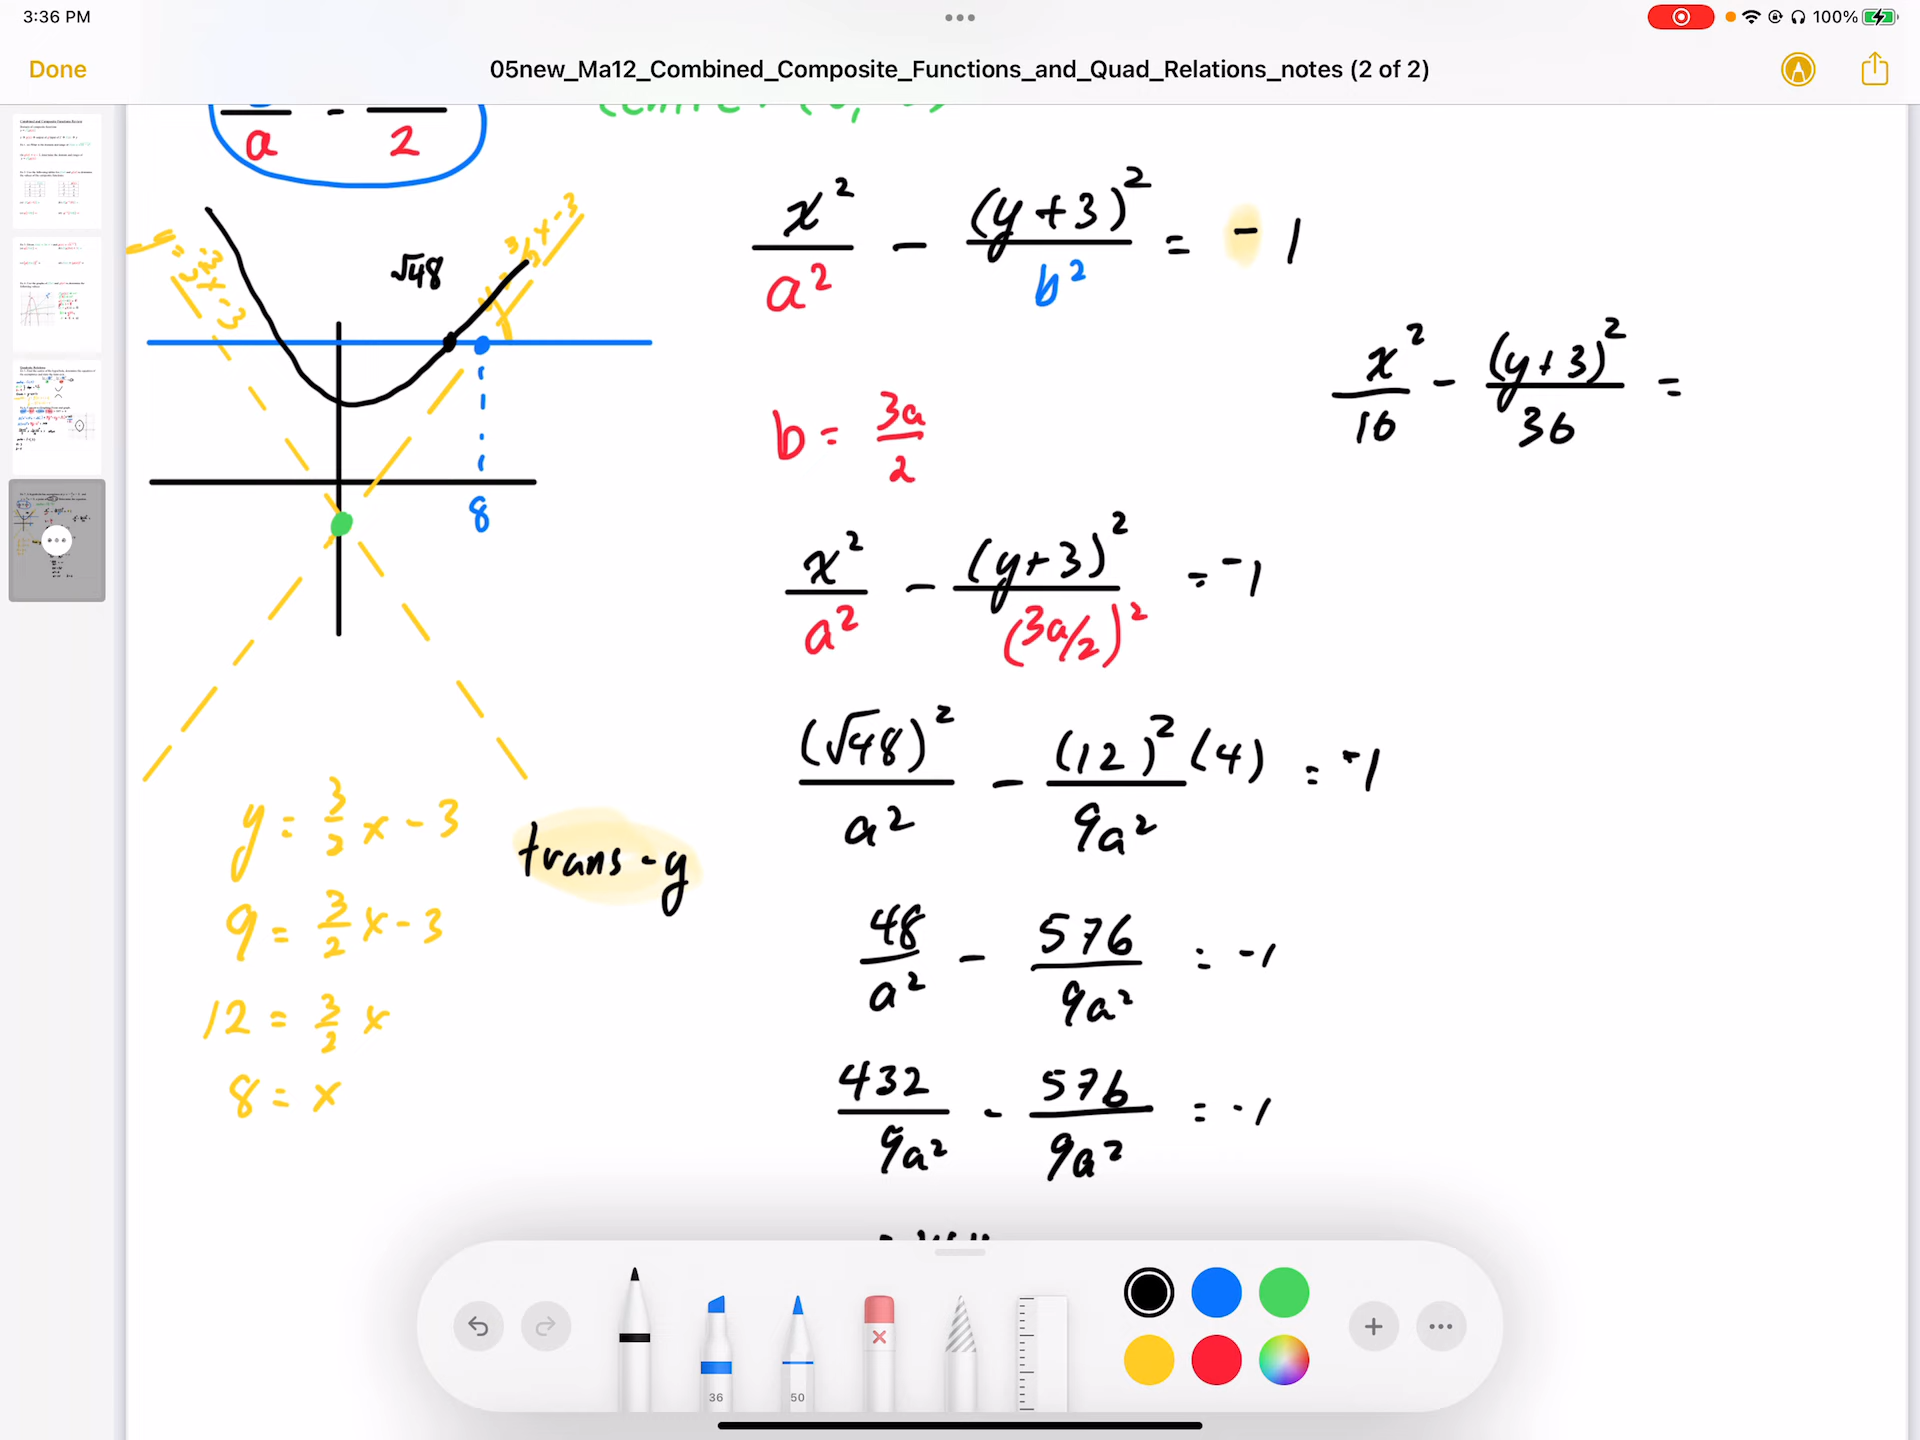 3:36 PM
100%
Done
05new_Ma12_Combined_Composite_Functions_and_Quad_Relations_notes (2 of 2)
a - 2
x² / a² - (y+3)² / b² = -1
√48
x² / 16 - (y+3)² / 36 =
b = 3a / 2
8
x² / a² - (y+3)² / (3a/2)² = -1
(√48)² / a² - (12)² (4) / 9a² = -1
y = 3/2 x - 3
trans-y
9 = 3/2 x - 3
48 / a² - 576 / 9a² = -1
12 = 3/2 x
8 = x
432 / 9a² - 576 / 9a² = -1
36
50